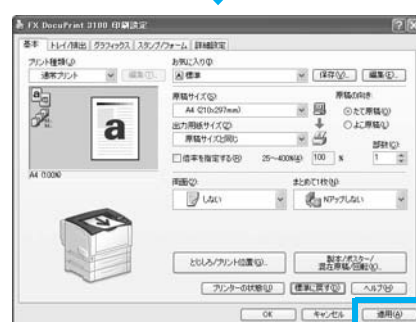 FX DocuPrint 3100 印刷設定
基本 トレイ/排出 グラフィックス スタンプ/フォーム 詳細設定
プリント種類(J) お気に入り(F)
通常プリント 編集(Z)... 標準 保存(V)... 編集(E)...
原稿サイズ(S) 原稿の向き
A4 (210x297mm) たて原稿(Q)
出力用紙サイズ(Z) よこ原稿(L)
原稿サイズと同じ 部数(C)
倍率を指定する(R) 25～400%(A) 100 % 1
a
A4 (100%)
両面(2) まとめて1枚(N)
しない Nアップしない
とじしろ/プリント位置(G)... 製本/ポスター/
混在原稿/回転(X)...
プリンターの状態(U) 標準に戻す(D) ヘルプ(H)
OK キャンセル 適用(A)